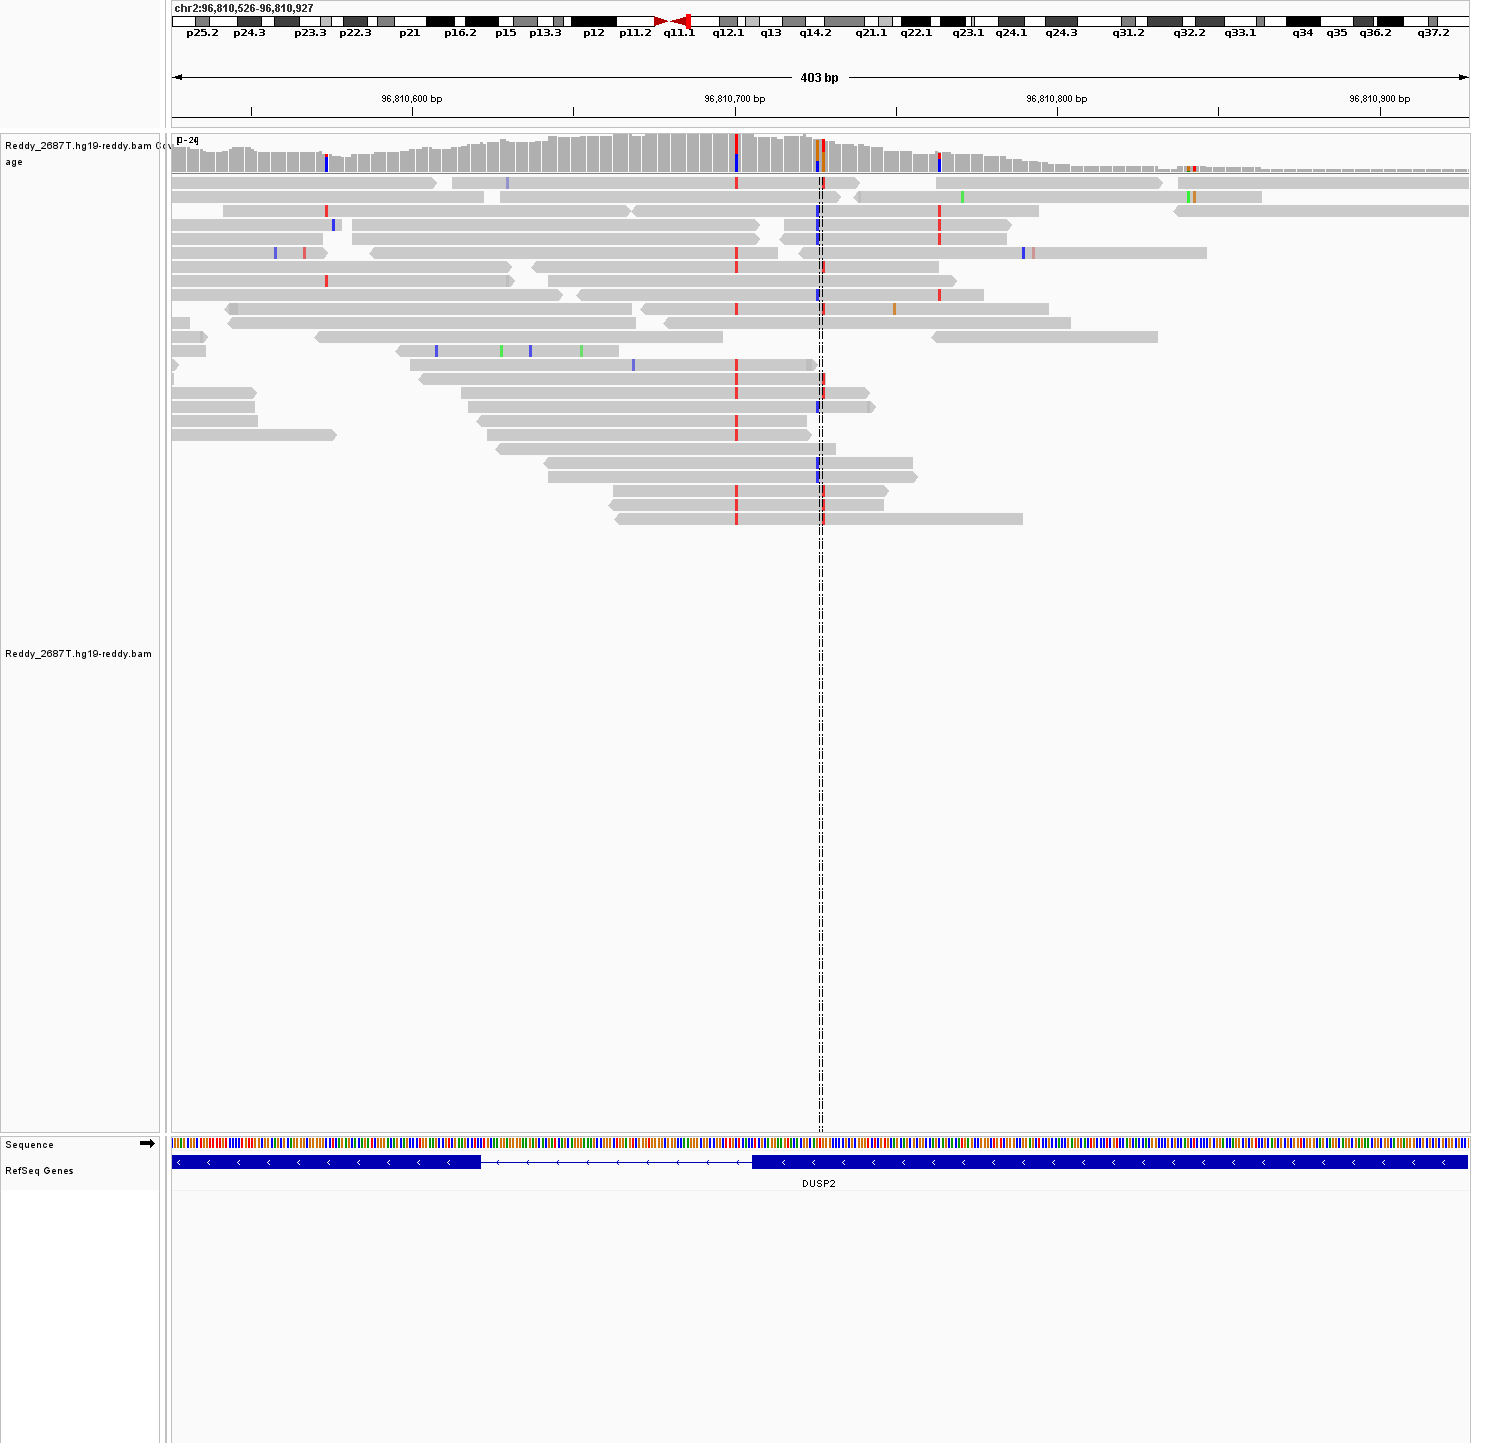 chr2:96,810,526-96,810,927
p25.2 p24.3 p23.3 p22.3 p21 p16.2 p15 p13.3 p12 p11.2 q11.1 q12.1 q13 q14.2 q21.1 q22.1 q23.1 q24.1 q24.3 q31.2 q32.2 q33.1 q34 q35 q36.2 q37.2
403 bp
96,810,600 bp 96,810,700 bp 96,810,800 bp 96,810,900 bp
[0-24]
Reddy_2687T.hg19-reddy.bam Cov
age
Reddy_2687T.hg19-reddy.bam
Sequence
RefSeq Genes
DUSP2